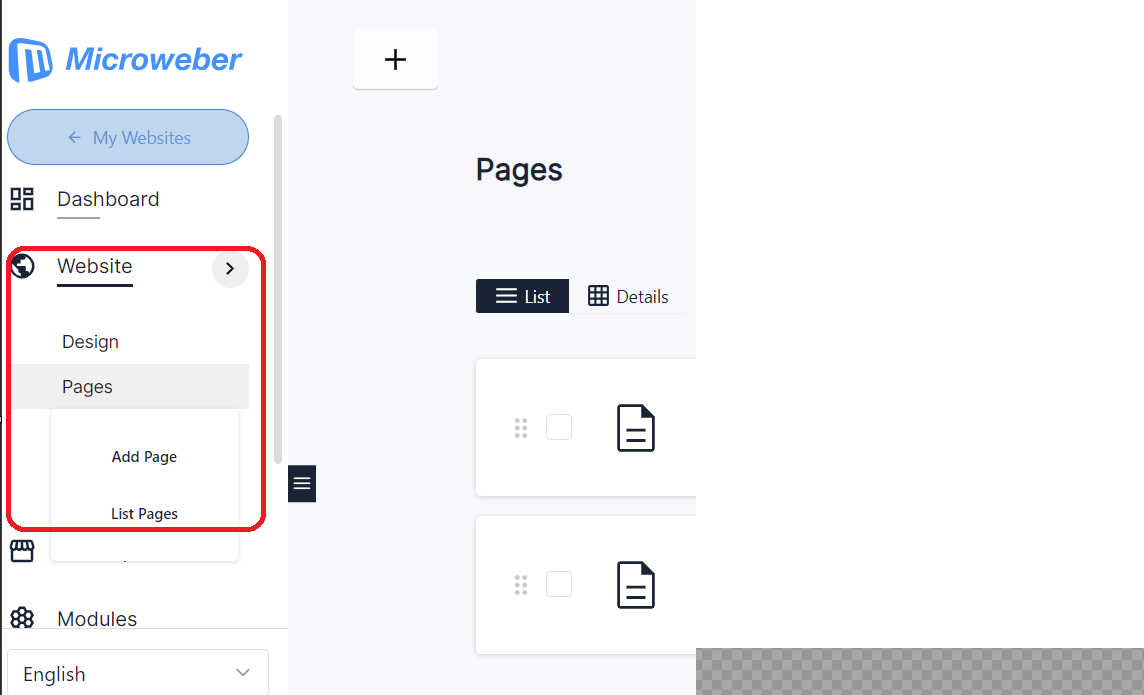 Microweber
← My Websites
Dashboard
Website
Design
Pages
Add Page
List Pages
Modules
English
+
Pages
List
Details